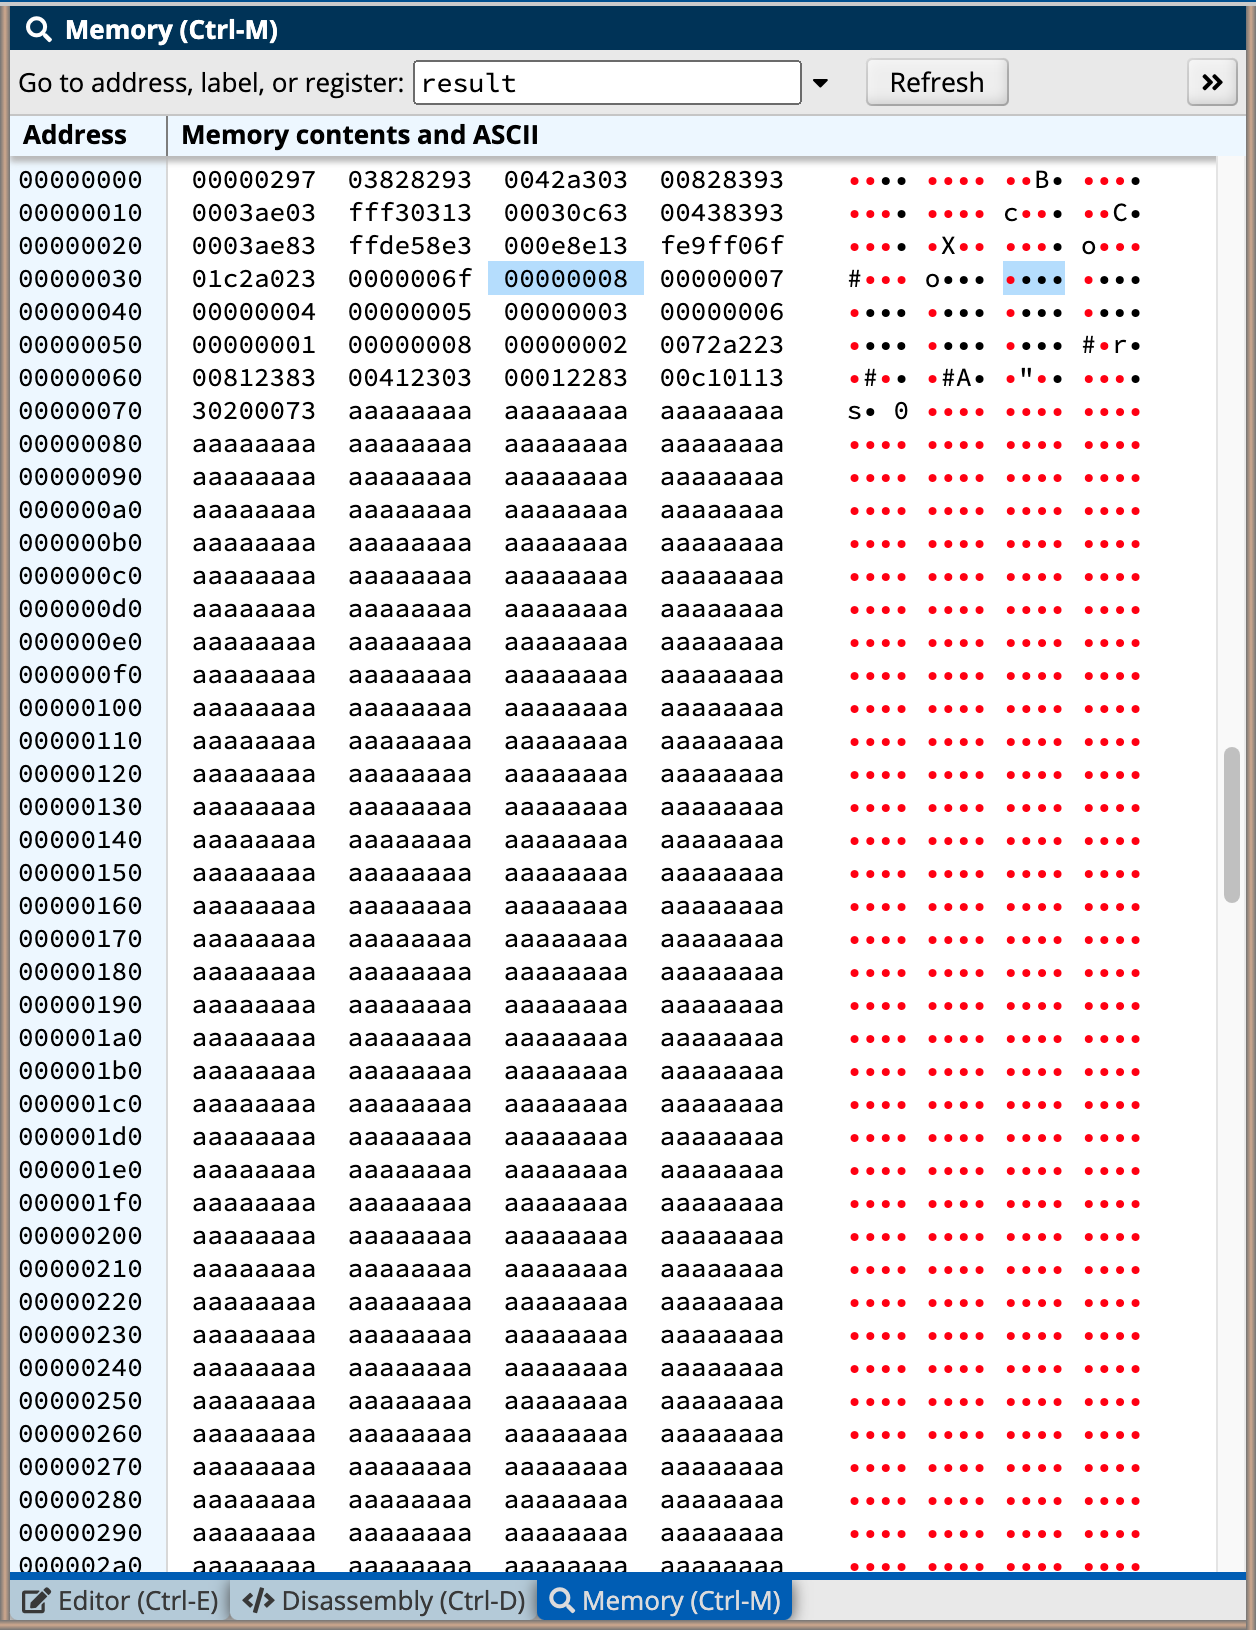 Memory (Ctrl-M)
Go to address, label, or register: result Refresh »
Address Memory contents and ASCII
00000000 00000297 03828293 0042a303 00828393 •••• •••• ••B• ••••
00000010 0003ae03 fff30313 00030c63 00438393 •••• •••• c••• ••C•
00000020 0003ae83 ffde58e3 000e8e13 fe9ff06f •••• •X•• •••• o•••
00000030 01c2a023 0000006f 00000008 00000007 #••• o••• •••• ••••
00000040 00000004 00000005 00000003 00000006 •••• •••• •••• ••••
00000050 00000001 00000008 00000002 0072a223 •••• •••• •••• #•r•
00000060 00812383 00412303 00012283 00c10113 •#•• •#A• •"•• ••••
00000070 30200073 aaaaaaaa aaaaaaaa aaaaaaaa s• 0 •••• •••• ••••
00000080 aaaaaaaa aaaaaaaa aaaaaaaa aaaaaaaa •••• •••• •••• ••••
00000090 aaaaaaaa aaaaaaaa aaaaaaaa aaaaaaaa •••• •••• •••• ••••
000000a0 aaaaaaaa aaaaaaaa aaaaaaaa aaaaaaaa •••• •••• •••• ••••
000000b0 aaaaaaaa aaaaaaaa aaaaaaaa aaaaaaaa •••• •••• •••• ••••
000000c0 aaaaaaaa aaaaaaaa aaaaaaaa aaaaaaaa •••• •••• •••• ••••
000000d0 aaaaaaaa aaaaaaaa aaaaaaaa aaaaaaaa •••• •••• •••• ••••
000000e0 aaaaaaaa aaaaaaaa aaaaaaaa aaaaaaaa •••• •••• •••• ••••
000000f0 aaaaaaaa aaaaaaaa aaaaaaaa aaaaaaaa •••• •••• •••• ••••
00000100 aaaaaaaa aaaaaaaa aaaaaaaa aaaaaaaa •••• •••• •••• ••••
00000110 aaaaaaaa aaaaaaaa aaaaaaaa aaaaaaaa •••• •••• •••• ••••
00000120 aaaaaaaa aaaaaaaa aaaaaaaa aaaaaaaa •••• •••• •••• ••••
00000130 aaaaaaaa aaaaaaaa aaaaaaaa aaaaaaaa •••• •••• •••• ••••
00000140 aaaaaaaa aaaaaaaa aaaaaaaa aaaaaaaa •••• •••• •••• ••••
00000150 aaaaaaaa aaaaaaaa aaaaaaaa aaaaaaaa •••• •••• •••• ••••
00000160 aaaaaaaa aaaaaaaa aaaaaaaa aaaaaaaa •••• •••• •••• ••••
00000170 aaaaaaaa aaaaaaaa aaaaaaaa aaaaaaaa •••• •••• •••• ••••
00000180 aaaaaaaa aaaaaaaa aaaaaaaa aaaaaaaa •••• •••• •••• ••••
00000190 aaaaaaaa aaaaaaaa aaaaaaaa aaaaaaaa •••• •••• •••• ••••
000001a0 aaaaaaaa aaaaaaaa aaaaaaaa aaaaaaaa •••• •••• •••• ••••
000001b0 aaaaaaaa aaaaaaaa aaaaaaaa aaaaaaaa •••• •••• •••• ••••
000001c0 aaaaaaaa aaaaaaaa aaaaaaaa aaaaaaaa •••• •••• •••• ••••
000001d0 aaaaaaaa aaaaaaaa aaaaaaaa aaaaaaaa •••• •••• •••• ••••
000001e0 aaaaaaaa aaaaaaaa aaaaaaaa aaaaaaaa •••• •••• •••• ••••
000001f0 aaaaaaaa aaaaaaaa aaaaaaaa aaaaaaaa •••• •••• •••• ••••
00000200 aaaaaaaa aaaaaaaa aaaaaaaa aaaaaaaa •••• •••• •••• ••••
00000210 aaaaaaaa aaaaaaaa aaaaaaaa aaaaaaaa •••• •••• •••• ••••
00000220 aaaaaaaa aaaaaaaa aaaaaaaa aaaaaaaa •••• •••• •••• ••••
00000230 aaaaaaaa aaaaaaaa aaaaaaaa aaaaaaaa •••• •••• •••• ••••
00000240 aaaaaaaa aaaaaaaa aaaaaaaa aaaaaaaa •••• •••• •••• ••••
00000250 aaaaaaaa aaaaaaaa aaaaaaaa aaaaaaaa •••• •••• •••• ••••
00000260 aaaaaaaa aaaaaaaa aaaaaaaa aaaaaaaa •••• •••• •••• ••••
00000270 aaaaaaaa aaaaaaaa aaaaaaaa aaaaaaaa •••• •••• •••• ••••
00000280 aaaaaaaa aaaaaaaa aaaaaaaa aaaaaaaa •••• •••• •••• ••••
00000290 aaaaaaaa aaaaaaaa aaaaaaaa aaaaaaaa •••• •••• •••• ••••
000002a0 aaaaaaaa aaaaaaaa aaaaaaaa aaaaaaaa •••• •••• •••• ••••
Editor (Ctrl-E) Disassembly (Ctrl-D) Memory (Ctrl-M)